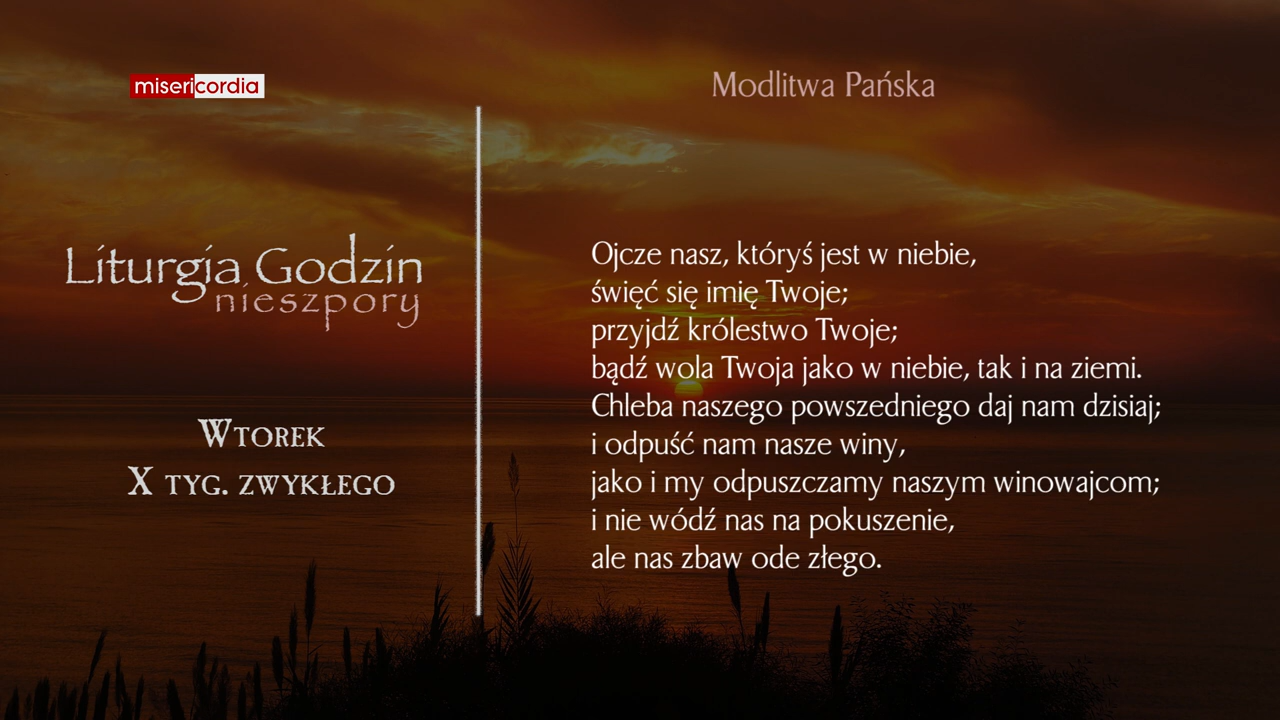 misericordia
Liturgia Godzin
nieszpory
Wtorek
X tyg. zwykłego
Modlitwa Pańska
Ojcze nasz, któryś jest w niebie,
święć się imię Twoje;
przyjdź królestwo Twoje;
bądź wola Twoja jako w niebie, tak i na ziemi.
Chleba naszego powszedniego daj nam dzisiaj;
i odpuść nam nasze winy,
jako i my odpuszczamy naszym winowajcom;
i nie wódź nas na pokuszenie,
ale nas zbaw ode złego.